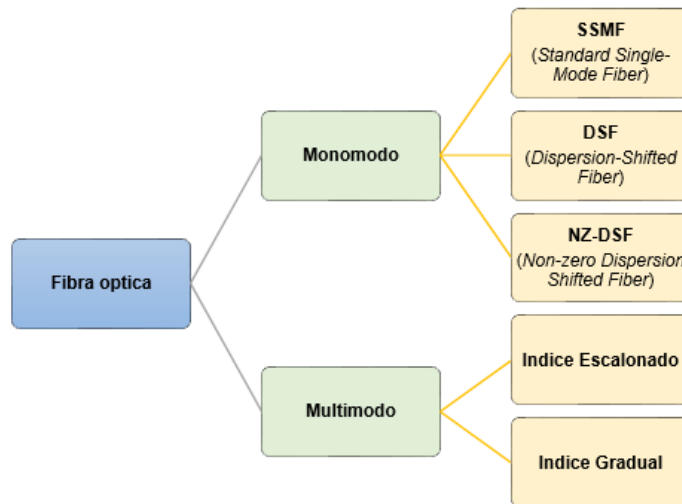 Fibra optica
Monomodo
SSMF
(Standard Single-
Mode Fiber)
DSF
(Dispersion-Shifted
Fiber)
NZ-DSF
(Non-zero Dispersion
Shifted Fiber)
Multimodo
Indice Escalonado
Indice Gradual